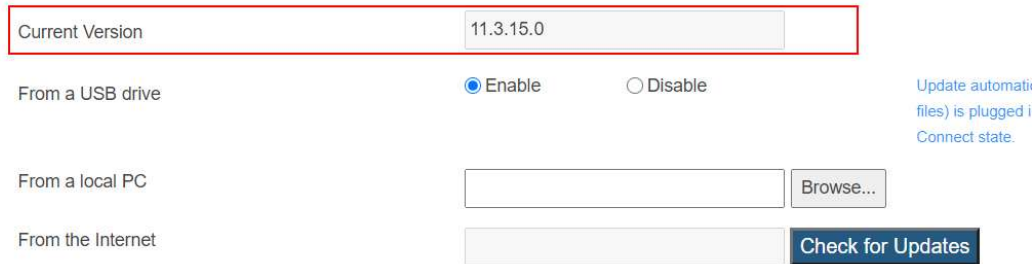 Current Version 11.3.15.0
From a USB drive Enable Disable Update
files) is plugged
Connect state.
From a local PC Browse...
From the Internet Check for Updates